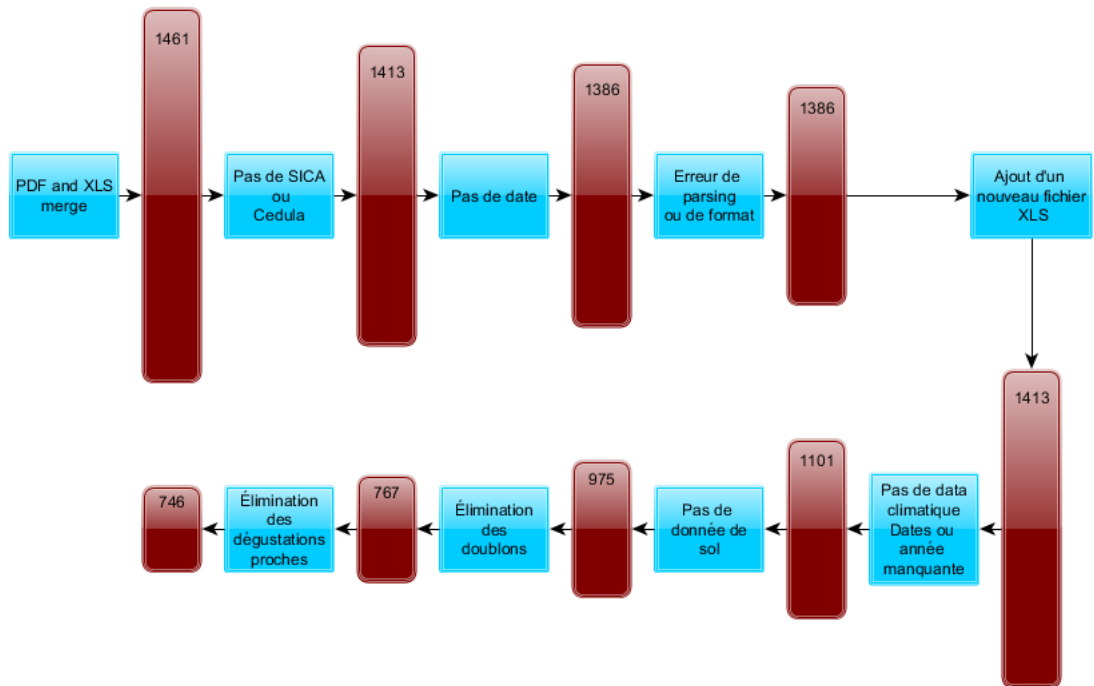 1461
1413
1386
1386
PDF and XLS
merge
Pas de SICA
ou
Cedula
Pas de date
Erreur de
parsing
ou de format
Ajout d'un
nouveau fichier
XLS
1413
1101
975
767
746
Pas de data
climatique
Dates ou
année
manquante
Pas de
donnée de
sol
Élimination
des
doublons
Élimination
des
dégustations
proches